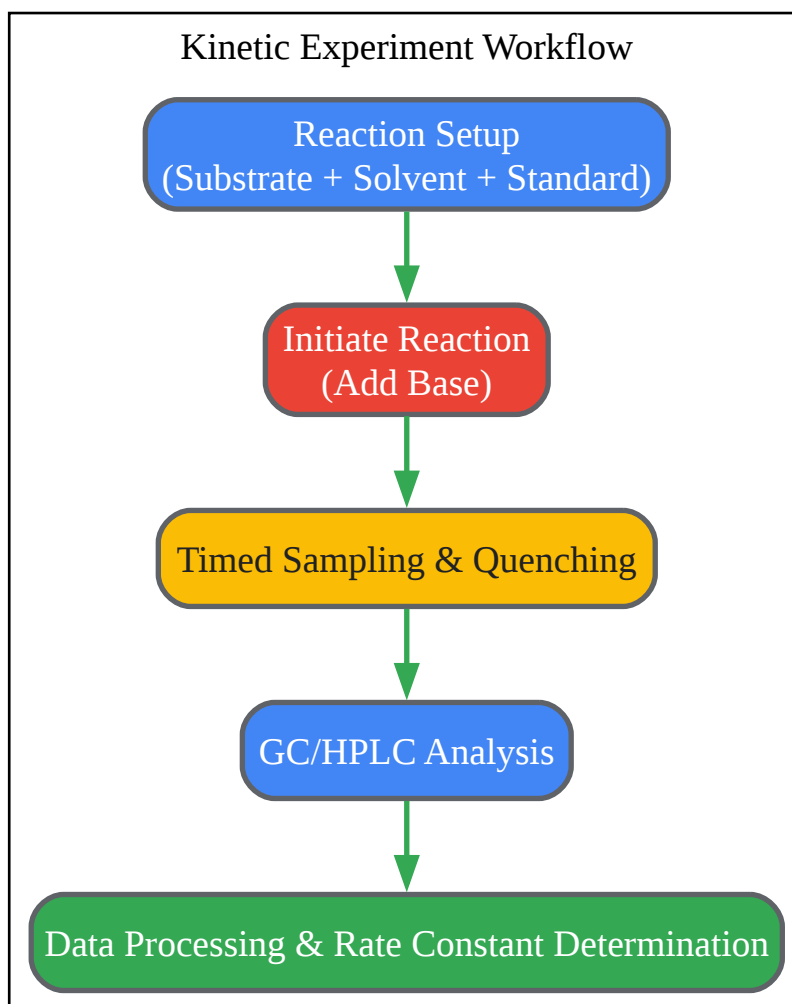 Kinetic Experiment Workflow
Reaction Setup
(Substrate + Solvent + Standard)
Initiate Reaction
(Add Base)
Timed Sampling & Quenching
GC/HPLC Analysis
Data Processing & Rate Constant Determination